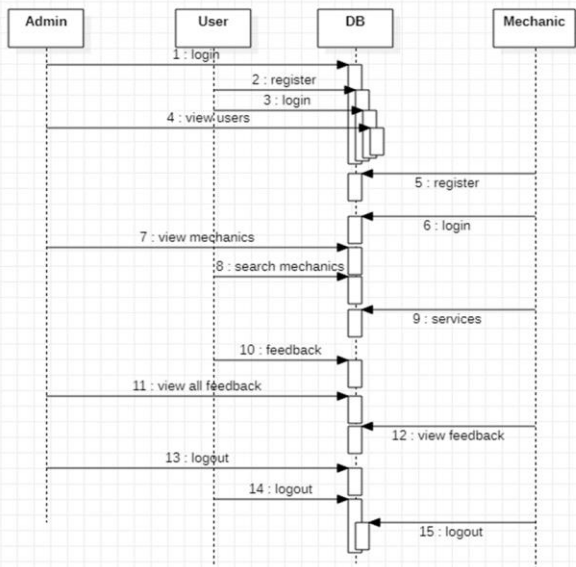 Admin
User
DB
Mechanic
1 : login
2 : register
3 : login
4 : view users
5 : register
6 : login
7 : view mechanics
8 : search mechanics
9 : services
10 : feedback
11 : view all feedback
12 : view feedback
13 : logout
14 : logout
15 : logout